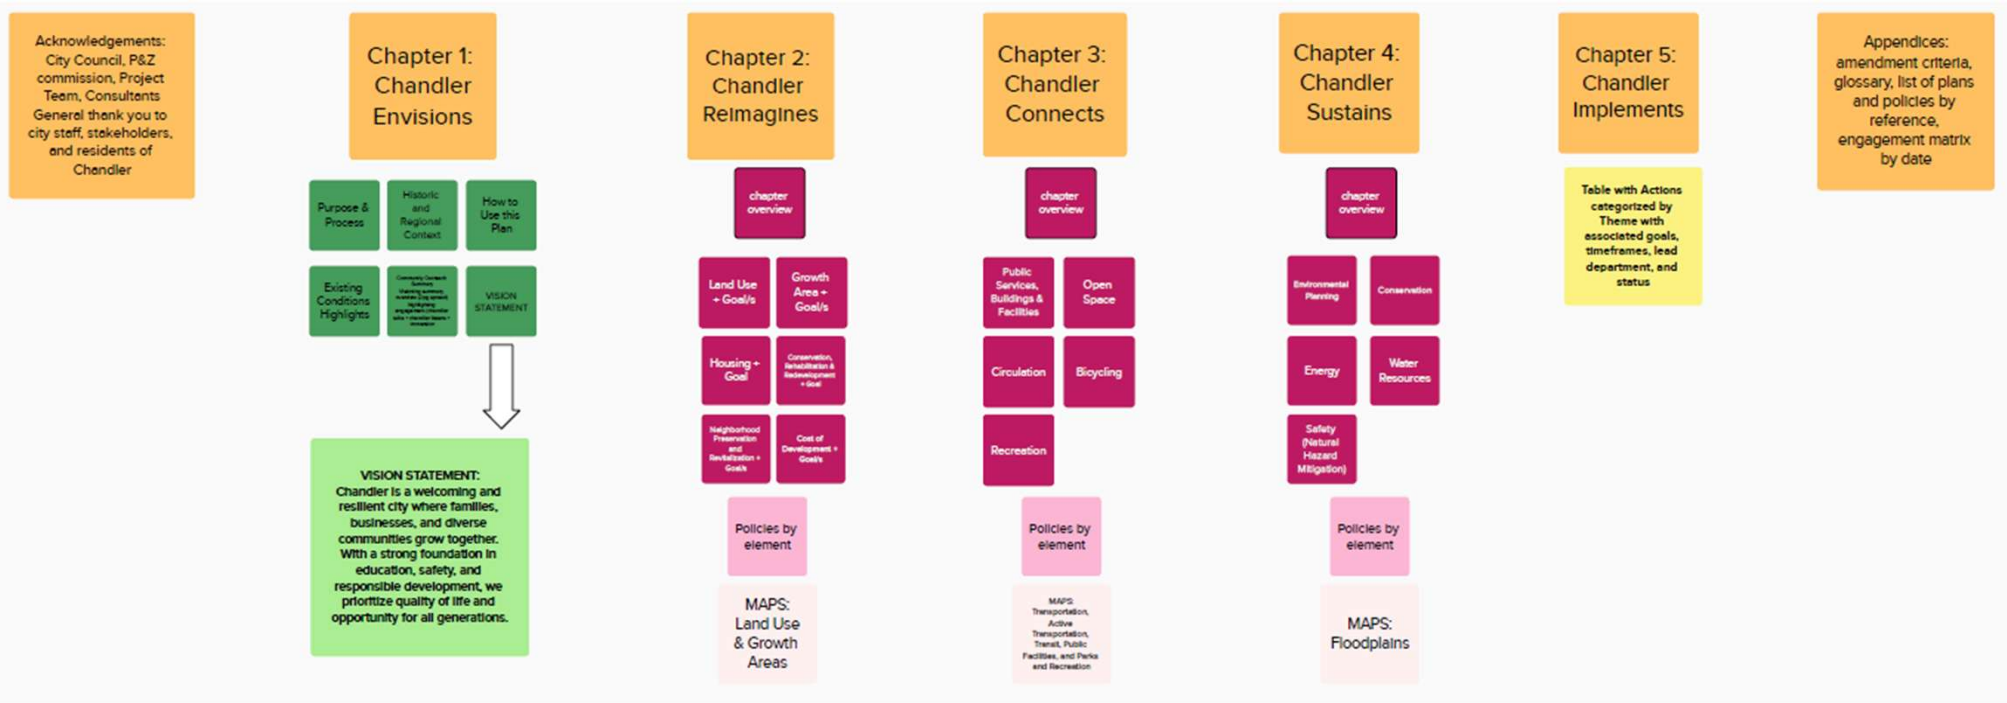 Acknowledgements:
City Council, P&Z
commission, Project
Team, Consultants
General thank you to
city staff, stakeholders,
and residents of
Chandler
Chapter 1:
Chandler
Envisions
Purpose &
Process
Historic
and
Regional
Context
How to
Use this
Plan
Existing
Conditions
Highlights
Community Outreach
Summary
VISION
STATEMENT
VISION STATEMENT:
Chandler is a welcoming and
resilient city where families,
businesses, and diverse
communities grow together.
With a strong foundation in
education, safety, and
responsible development, we
prioritize quality of life and
opportunity for all generations.
Chapter 2:
Chandler
Reimagines
chapter
overview
Land Use
+ Goal/s
Growth
Area +
Goal/s
Housing +
Goal
Conservation,
Rehabilitation &
Redevelopment
+ Goal
Neighborhood
Preservation
and
Revitalization +
Goal/s
Cost of
Development +
Goal/s
Policies by
element
MAPS:
Land Use
& Growth
Areas
Chapter 3:
Chandler
Connects
chapter
overview
Public
Services,
Buildings &
Facilities
Open
Space
Circulation
Bicycling
Recreation
Policies by
element
MAPS:
Transportation,
Active
Transportation,
Transit, Public
Facilities, and Parks
and Recreation
Chapter 4:
Chandler
Sustains
chapter
overview
Environmental
Planning
Conservation
Energy
Water
Resources
Safety
(Natural
Hazard
Mitigation)
Policies by
element
MAPS:
Floodplains
Chapter 5:
Chandler
Implements
Table with Actions
categorized by
Theme with
associated goals,
timeframes, lead
department, and
status
Appendices:
amendment criteria,
glossary, list of plans
and policies by
reference,
engagement matrix
by date